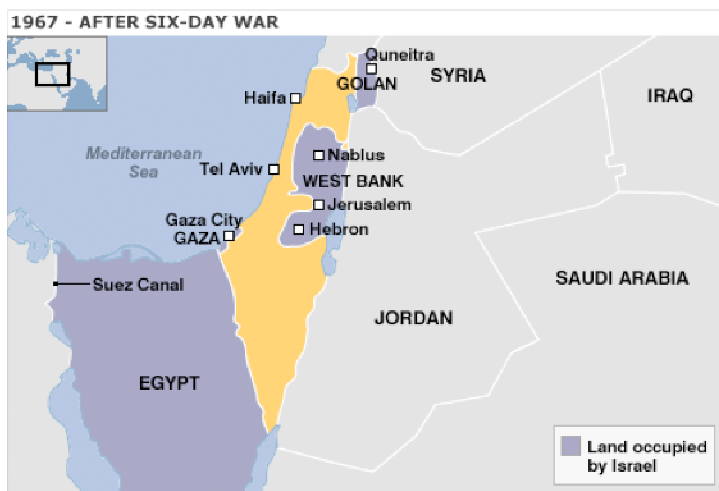 1967 - AFTER SIX-DAY WAR
Quneitra
GOLAN
SYRIA
IRAQ
Haifa
Mediterranean
Sea
Nablus
Tel Aviv
WEST BANK
Jerusalem
Gaza City
GAZA
Hebron
Suez Canal
SAUDI ARABIA
JORDAN
EGYPT
Land occupied
by Israel